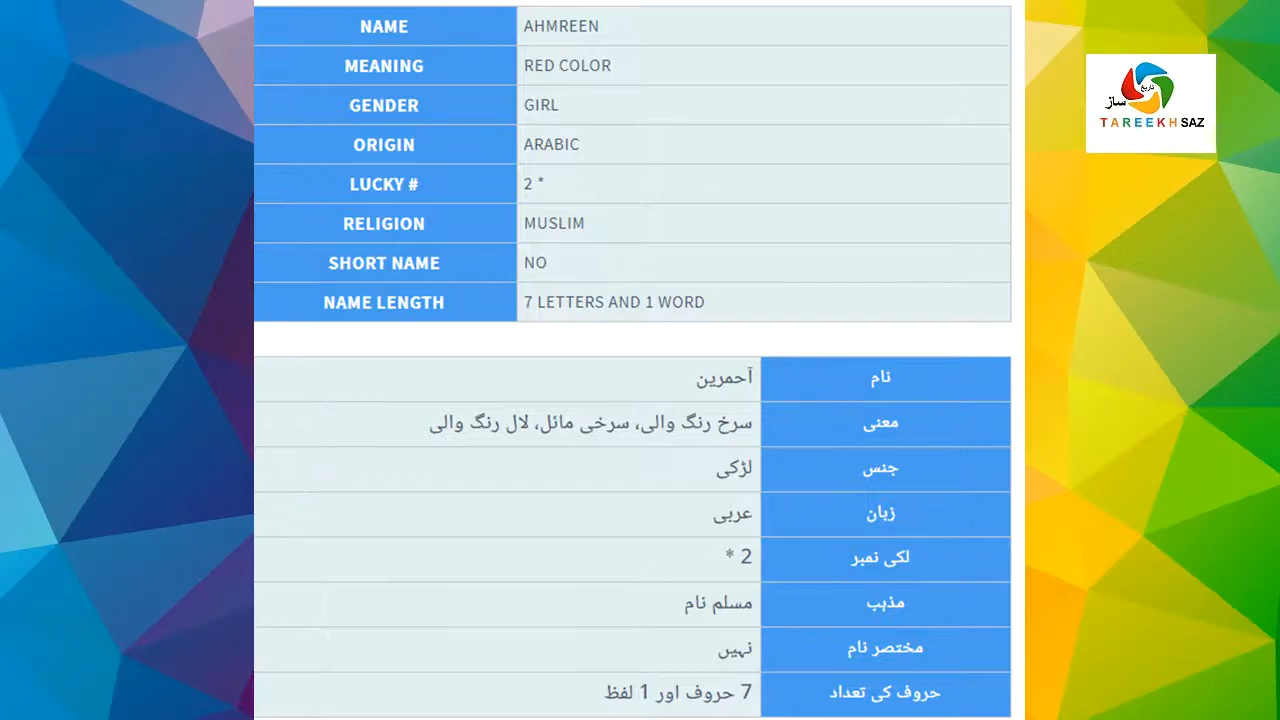 NAME AHMREEN
MEANING RED COLOR
GENDER GIRL
ORIGIN ARABIC
LUCKY # 2 *
RELIGION MUSLIM
SHORT NAME NO
NAME LENGTH 7 LETTERS AND 1 WORD
نام آحمرین
معنی سرخ رنگ والی، سرخی مائل، لال رنگ والی
جنس لڑکی
زبان عربی
لکی نمبر 2 *
مذہب مسلم نام
مختصر نام نہیں
حروف کی تعداد 7 حروف اور 1 لفظ
تاریخ
ساز
TAREEKH SAZ